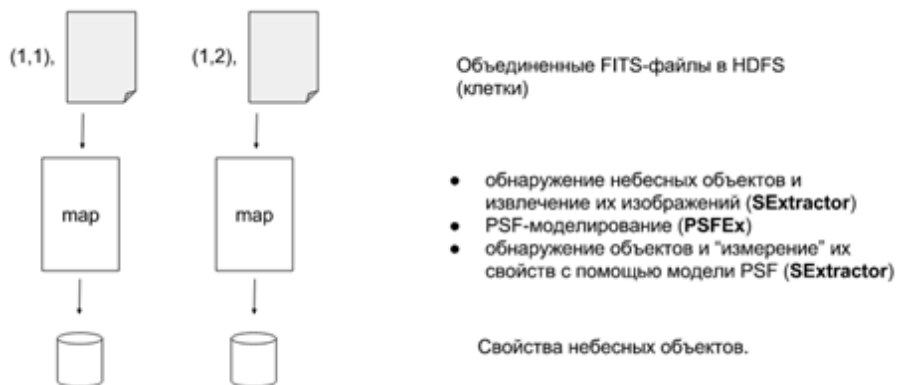 (1,1),
(1,2),
Объединенные FITS-файлы в HDFS
(клетки)
map
map
● обнаружение небесных объектов и
извлечение их изображений (SExtractor)
● PSF-моделирование (PSFEx)
● обнаружение объектов и “измерение” их
свойств с помощью модели PSF (SExtractor)
Свойства небесных объектов.